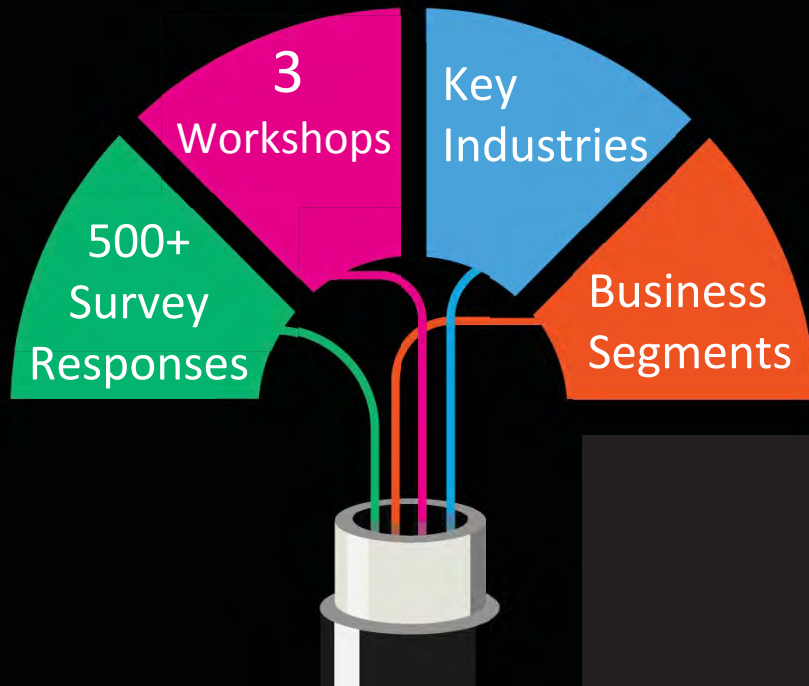 3
Workshops
Key
Industries
500+
Survey
Responses
Business
Segments